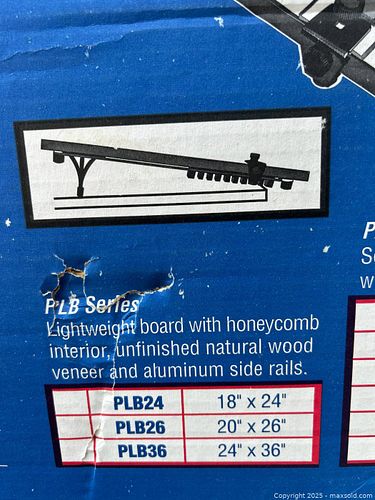 PLB Series
Lightweight board with honeycomb
interior, unfinished natural wood
veneer and aluminum side rails.
PLB24 18" x 24"
PLB26 20" x 26"
PLB36 24" x 36"
P
S
w
Copyright 2025 - maxsold.com